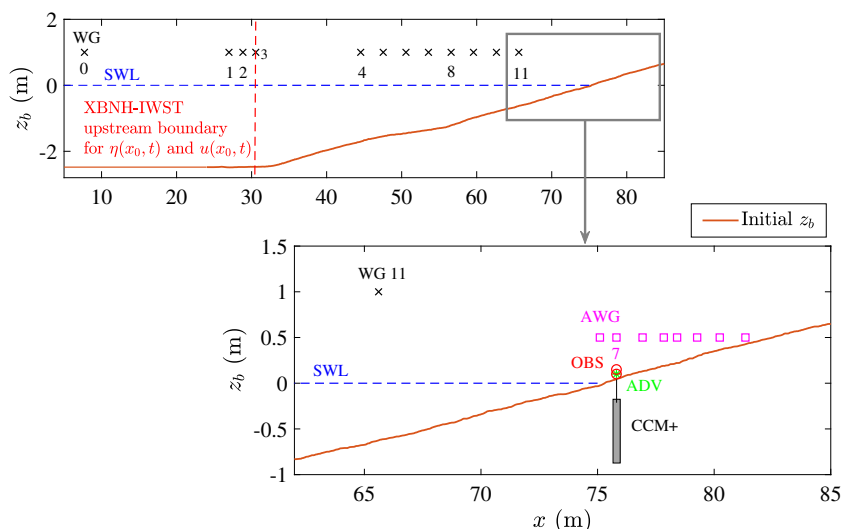 2
WG
3
0
1
2
4
8
11
SWL
0
z_b (m)
XBNH-IWST
upstream boundary
for η(x_0, t) and u(x_0, t)
-2
10
20
30
40
50
60
70
80
Initial z_b
1.5
WG 11
1
AWG
0.5
7
OBS
SWL
ADV
0
z_b (m)
CCM+
-0.5
-1
65
70
75
80
85
x (m)